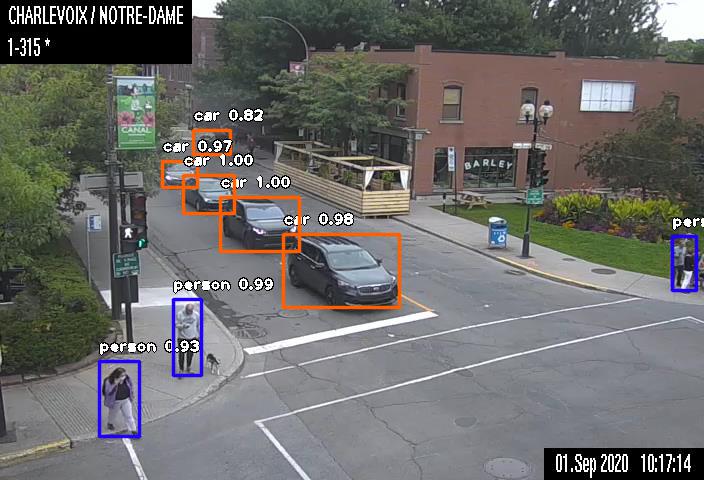 CHARLEVOIX / NOTRE-DAME
1-315 *
car 0.82
car 0.97
car 1.00
car 1.00
car 0.98
CANAL
BARLEY
pers
person 0.99
person 0.93
01.Sep 2020 10:17:14